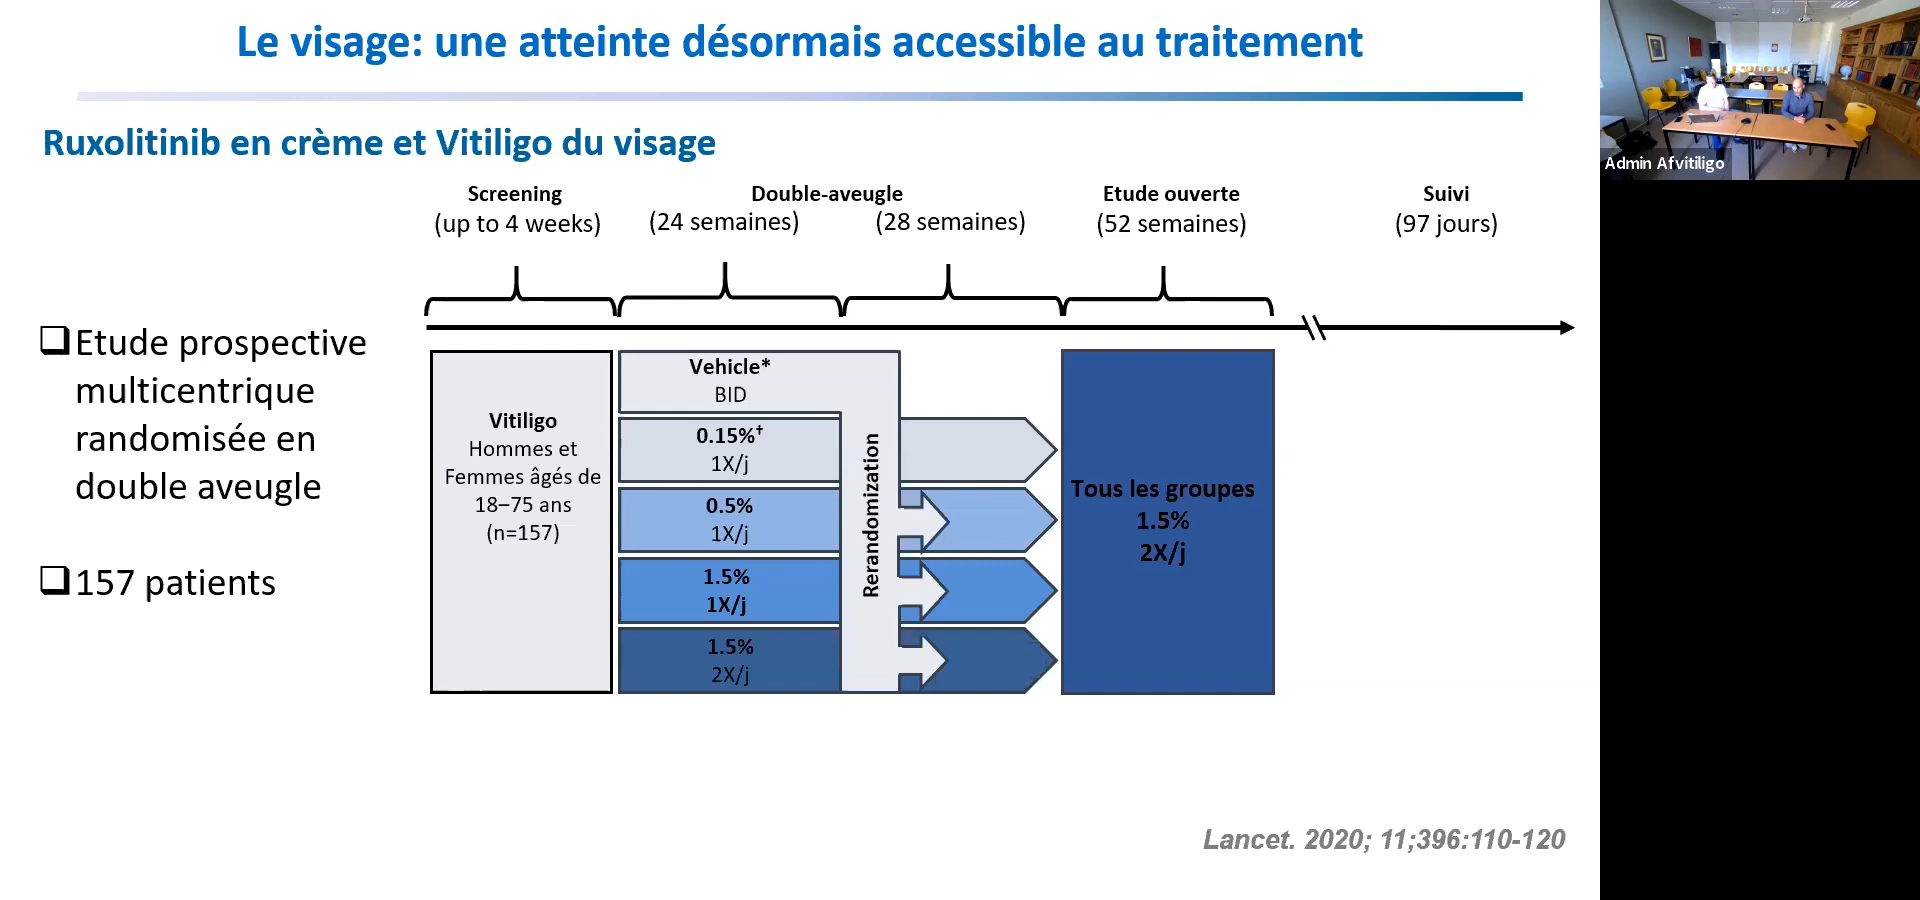 Le visage: une atteinte désormais accessible au traitement
Ruxolitinib en crème et Vitiligo du visage
Screening
(up to 4 weeks)
Double-aveugle
(24 semaines)
(28 semaines)
Etude ouverte
(52 semaines)
Suivi
(97 jours)
Etude prospective
multicentrique
randomisée en
double aveugle
157 patients
Vitiligo
Hommes et
Femmes âgés de
18–75 ans
(n=157)
Vehicle*
BID
0.15%†
1X/j
0.5%
1X/j
1.5%
1X/j
1.5%
2X/j
Rerandomization
Tous les groupes
1.5%
2X/j
Lancet. 2020; 11;396:110-120
Admin Afvitiligo